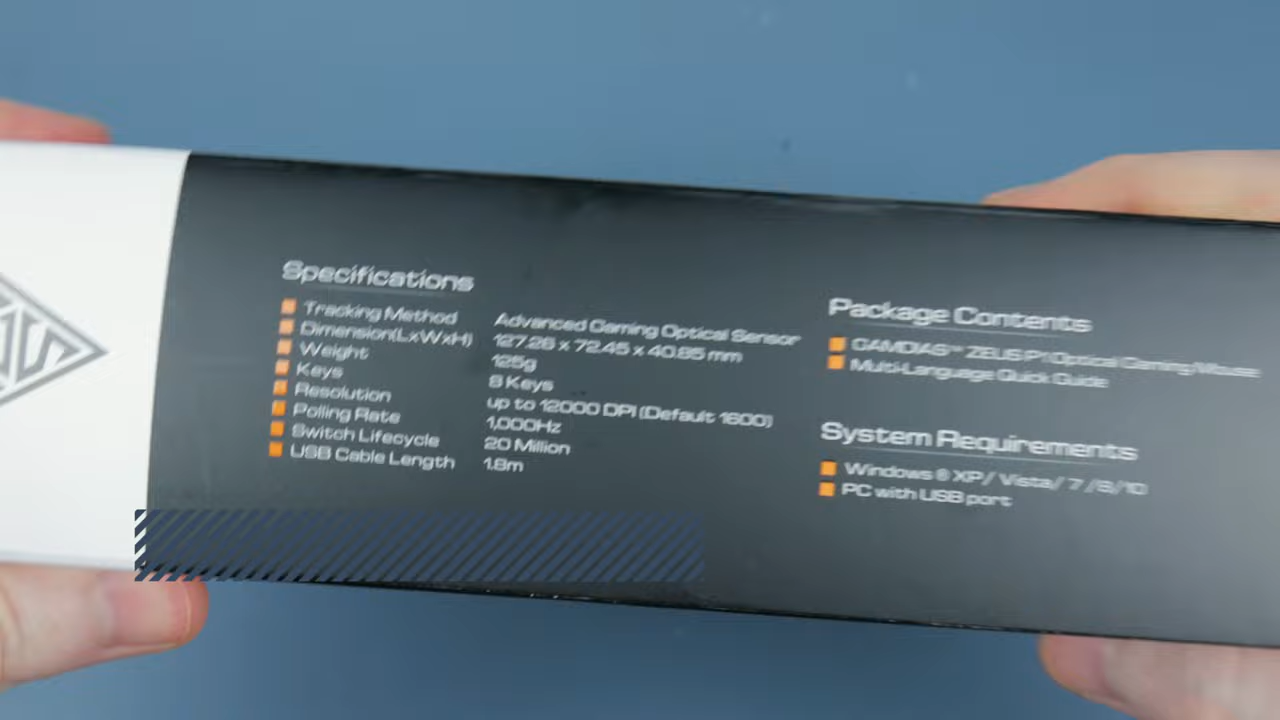 Specifications
Tracking Method Advanced Gaming Optical Sensor
Dimension(LxWxH) 127.26 x 72.45 x 40.85 mm
Weight 125g
Keys 8 Keys
Resolution up to 12000 DPI (Default 1600)
Polling Rate 1,000Hz
Switch Lifecycle 20 Million
USB Cable Length 1.8m
Package Contents
GAMDIAS™ ZEUS P1 Optical Gaming Mouse
Multi-Language Quick Guide
System Requirements
Windows ® XP/ Vista/ 7 /8/10
PC with USB port